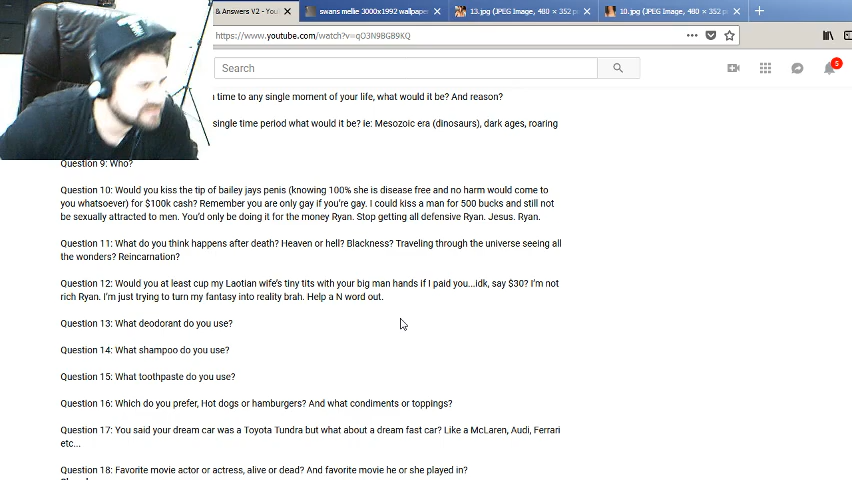 & Answers V2 - You
swans mellie 3000x1992 wallpaper
13.jpg (JPEG Image, 480 × 352 p
10.jpg (JPEG Image, 480 × 352 p
https://www.youtube.com/watch?v=qO3N9BG89KQ
Search
5
time to any single moment of your life, what would it be? And reason?
single time period what would it be? ie: Mesozoic era (dinosaurs), dark ages, roaring
Question 9: Who?
Question 10: Would you kiss the tip of bailey jays penis (knowing 100% she is disease free and no harm would come to
you whatsoever) for $100k cash? Remember you are only gay if you're gay. I could kiss a man for 500 bucks and still not
be sexually attracted to men. You'd only be doing it for the money Ryan. Stop getting all defensive Ryan. Jesus. Ryan.
Question 11: What do you think happens after death? Heaven or hell? Blackness? Traveling through the universe seeing all
the wonders? Reincarnation?
Question 12: Would you at least cup my Laotian wife's tiny tits with your big man hands if I paid you...idk, say $30? I'm not
rich Ryan. I'm just trying to turn my fantasy into reality brah. Help a N word out.
Question 13: What deodorant do you use?
Question 14: What shampoo do you use?
Question 15: What toothpaste do you use?
Question 16: Which do you prefer, Hot dogs or hamburgers? And what condiments or toppings?
Question 17: You said your dream car was a Toyota Tundra but what about a dream fast car? Like a McLaren, Audi, Ferrari
etc...
Question 18: Favorite movie actor or actress, alive or dead? And favorite movie he or she played in?